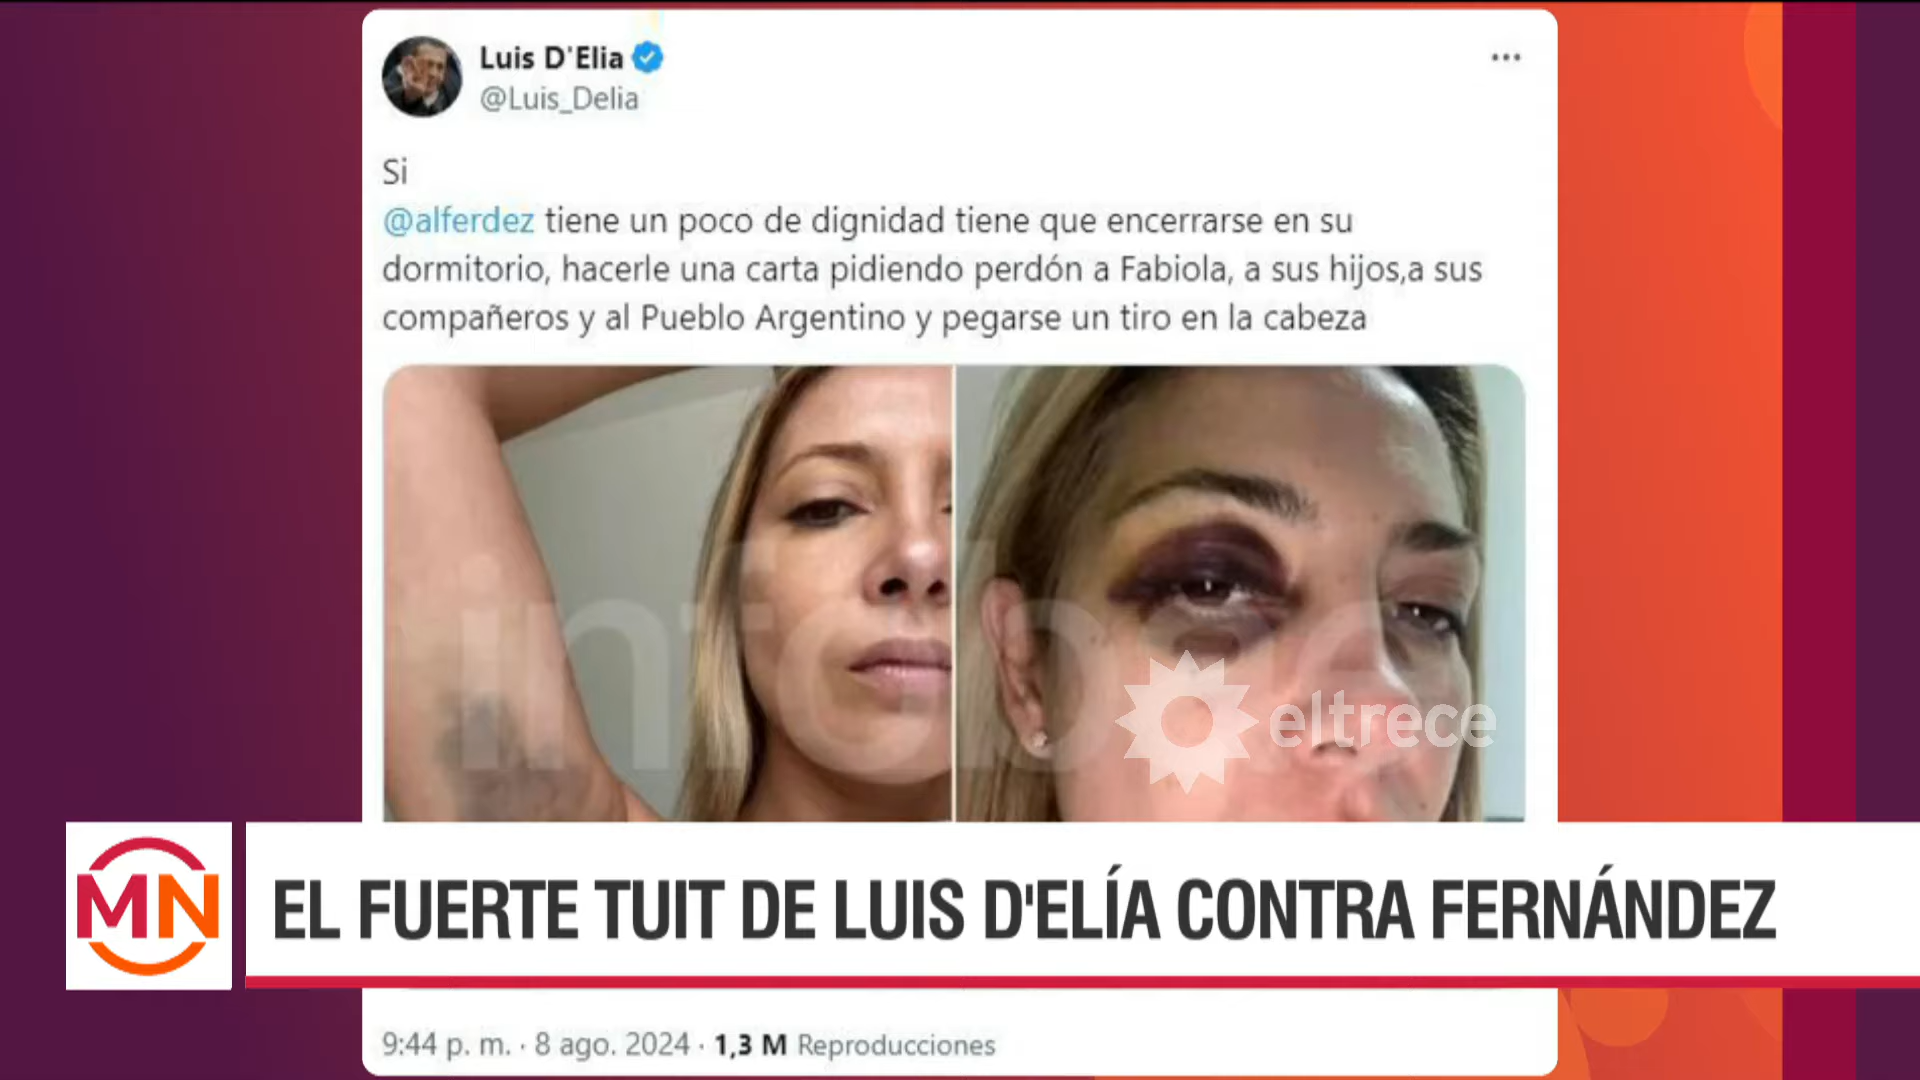 Luis D'Elia
@Luis_Delia
Si
@alferdez tiene un poco de dignidad tiene que encerrarse en su
dormitorio, hacerle una carta pidiendo perdón a Fabiola, a sus hijos,a sus
compañeros y al Pueblo Argentino y pegarse un tiro en la cabeza
infobae
eltrece
MN
EL FUERTE TUIT DE LUIS D'ELÍA CONTRA FERNÁNDEZ
9:44 p. m. · 8 ago. 2024 · 1,3 M Reproducciones